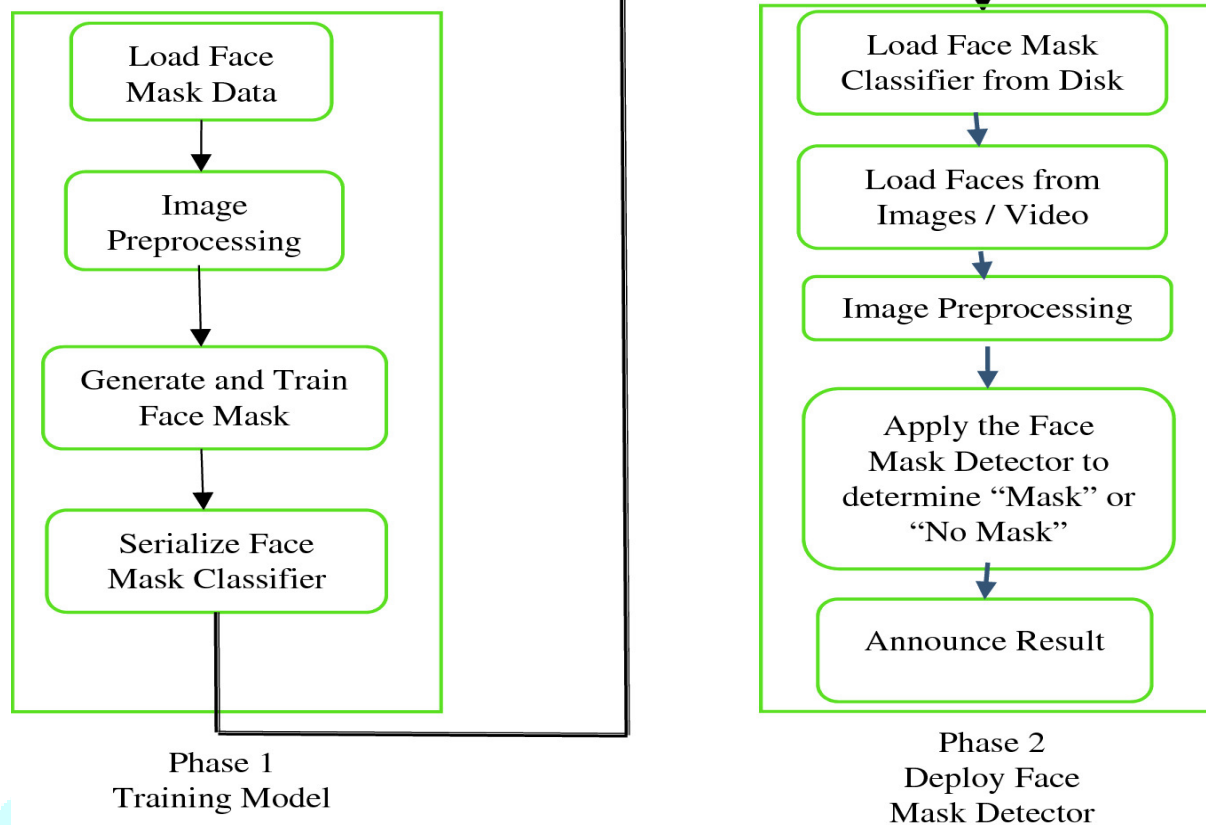 Load Face
Mask Data
Image
Preprocessing
Generate and Train
Face Mask
Serialize Face
Mask Classifier
Phase 1
Training Model
Load Face Mask
Classifier from Disk
Load Faces from
Images / Video
Image Preprocessing
Apply the Face
Mask Detector to
determine “Mask” or
“No Mask”
Announce Result
Phase 2
Deploy Face
Mask Detector